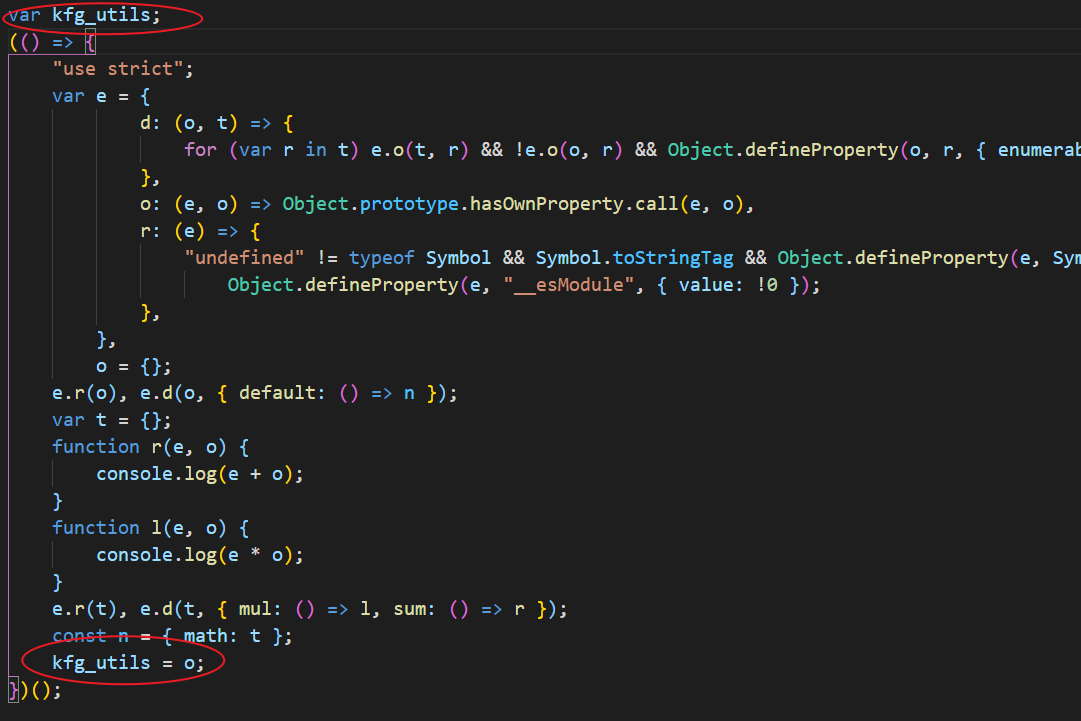 var kfg_utils;
(() => {
"use strict";
var e = {
d: (o, t) => {
for (var r in t) e.o(t, r) && !e.o(o, r) && Object.defineProperty(o, r, { enumerab
},
o: (e, o) => Object.prototype.hasOwnProperty.call(e, o),
r: (e) => {
"undefined" != typeof Symbol && Symbol.toStringTag && Object.defineProperty(e, Sym
Object.defineProperty(e, "__esModule", { value: !0 });
},
},
o = {};
e.r(o), e.d(o, { default: () => n });
var t = {};
function r(e, o) {
console.log(e + o);
}
function l(e, o) {
console.log(e * o);
}
e.r(t), e.d(t, { mul: () => l, sum: () => r });
const n = { math: t };
kfg_utils = o;
})();